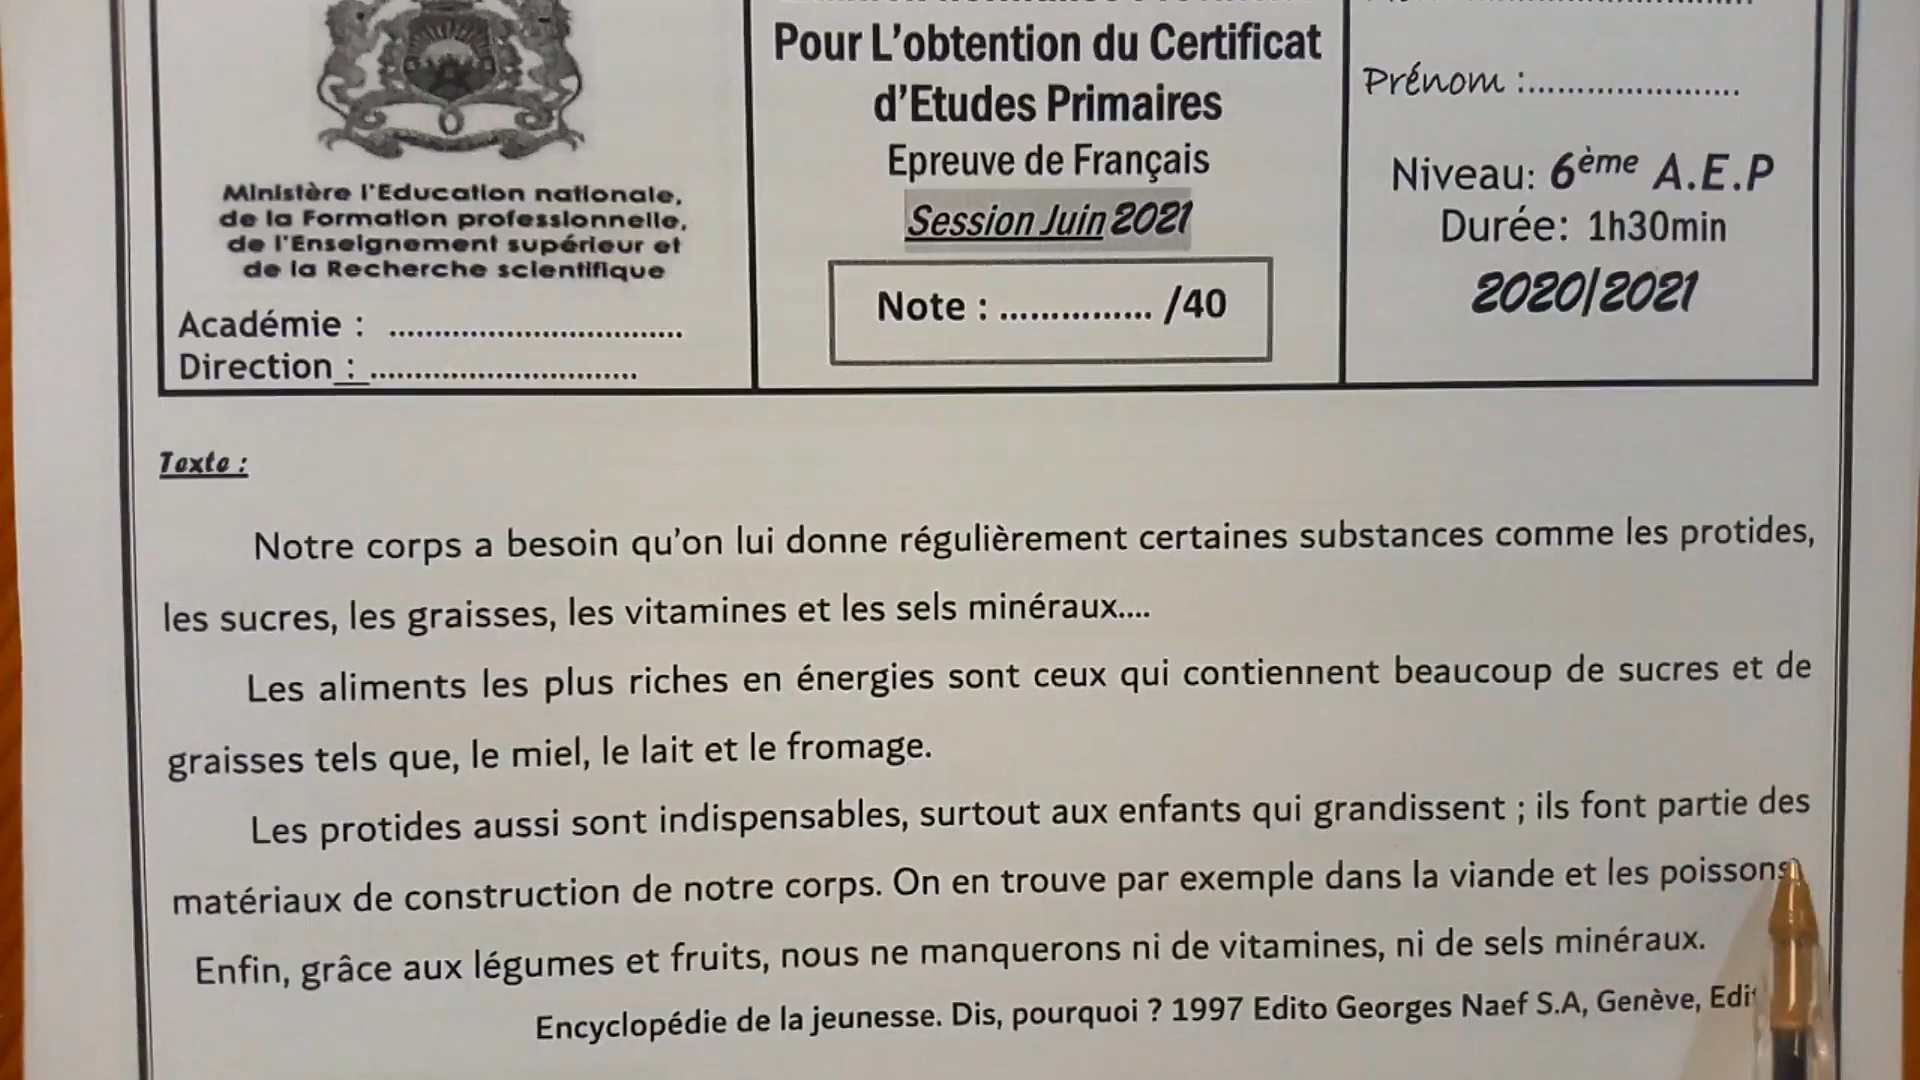 Pour L'obtention du Certificat
d'Etudes Primaires
Epreuve de Français
Session Juin 2021
Note : .............. /40
Ministère l'Education nationale,
de la Formation professionnelle,
de l'Enseignement supérieur et
de la Recherche scientifique
Académie : .................................
Direction : ..............................
Prénom :.......................
Niveau: 6ème A.E.P
Durée: 1h30min
2020/2021
Texte :
Notre corps a besoin qu'on lui donne régulièrement certaines substances comme les protides,
les sucres, les graisses, les vitamines et les sels minéraux....
Les aliments les plus riches en énergies sont ceux qui contiennent beaucoup de sucres et de
graisses tels que, le miel, le lait et le fromage.
Les protides aussi sont indispensables, surtout aux enfants qui grandissent ; ils font partie des
matériaux de construction de notre corps. On en trouve par exemple dans la viande et les poissons
Enfin, grâce aux légumes et fruits, nous ne manquerons ni de vitamines, ni de sels minéraux.
Encyclopédie de la jeunesse. Dis, pourquoi ? 1997 Edito Georges Naef S.A, Genève,